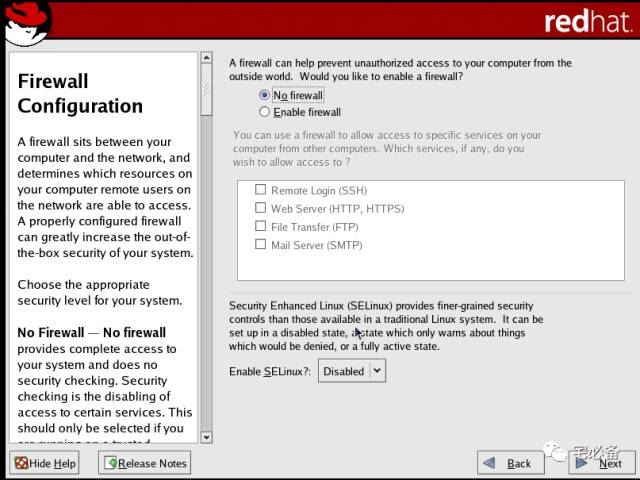 redhat.
Firewall
Configuration
A firewall sits between your
computer and the network, and
determines which resources on
your computer remote users on
the network are able to access.
A properly configured firewall
can greatly increase the out-of-
the-box security of your system.
Choose the appropriate
security level for your system.
No Firewall — No firewall
provides complete access to
your system and does no
security checking. Security
checking is the disabling of
access to certain services. This
should only be selected if you
are running on a trusted
A firewall can help prevent unauthorized access to your computer from the
outside world. Would you like to enable a firewall?
No firewall
Enable firewall
You can use a firewall to allow access to specific services on your
computer from other computers. Which services, if any, do you
wish to allow access to ?
Remote Login (SSH)
Web Server (HTTP, HTTPS)
File Transfer (FTP)
Mail Server (SMTP)
Security Enhanced Linux (SELinux) provides finer-grained security
controls than those available in a traditional Linux system. It can be
set up in a disabled state, a state which only warns about things
which would be denied, or a fully active state.
Enable SELinux?: Disabled
Hide Help
Release Notes
Back
Next
宅必备